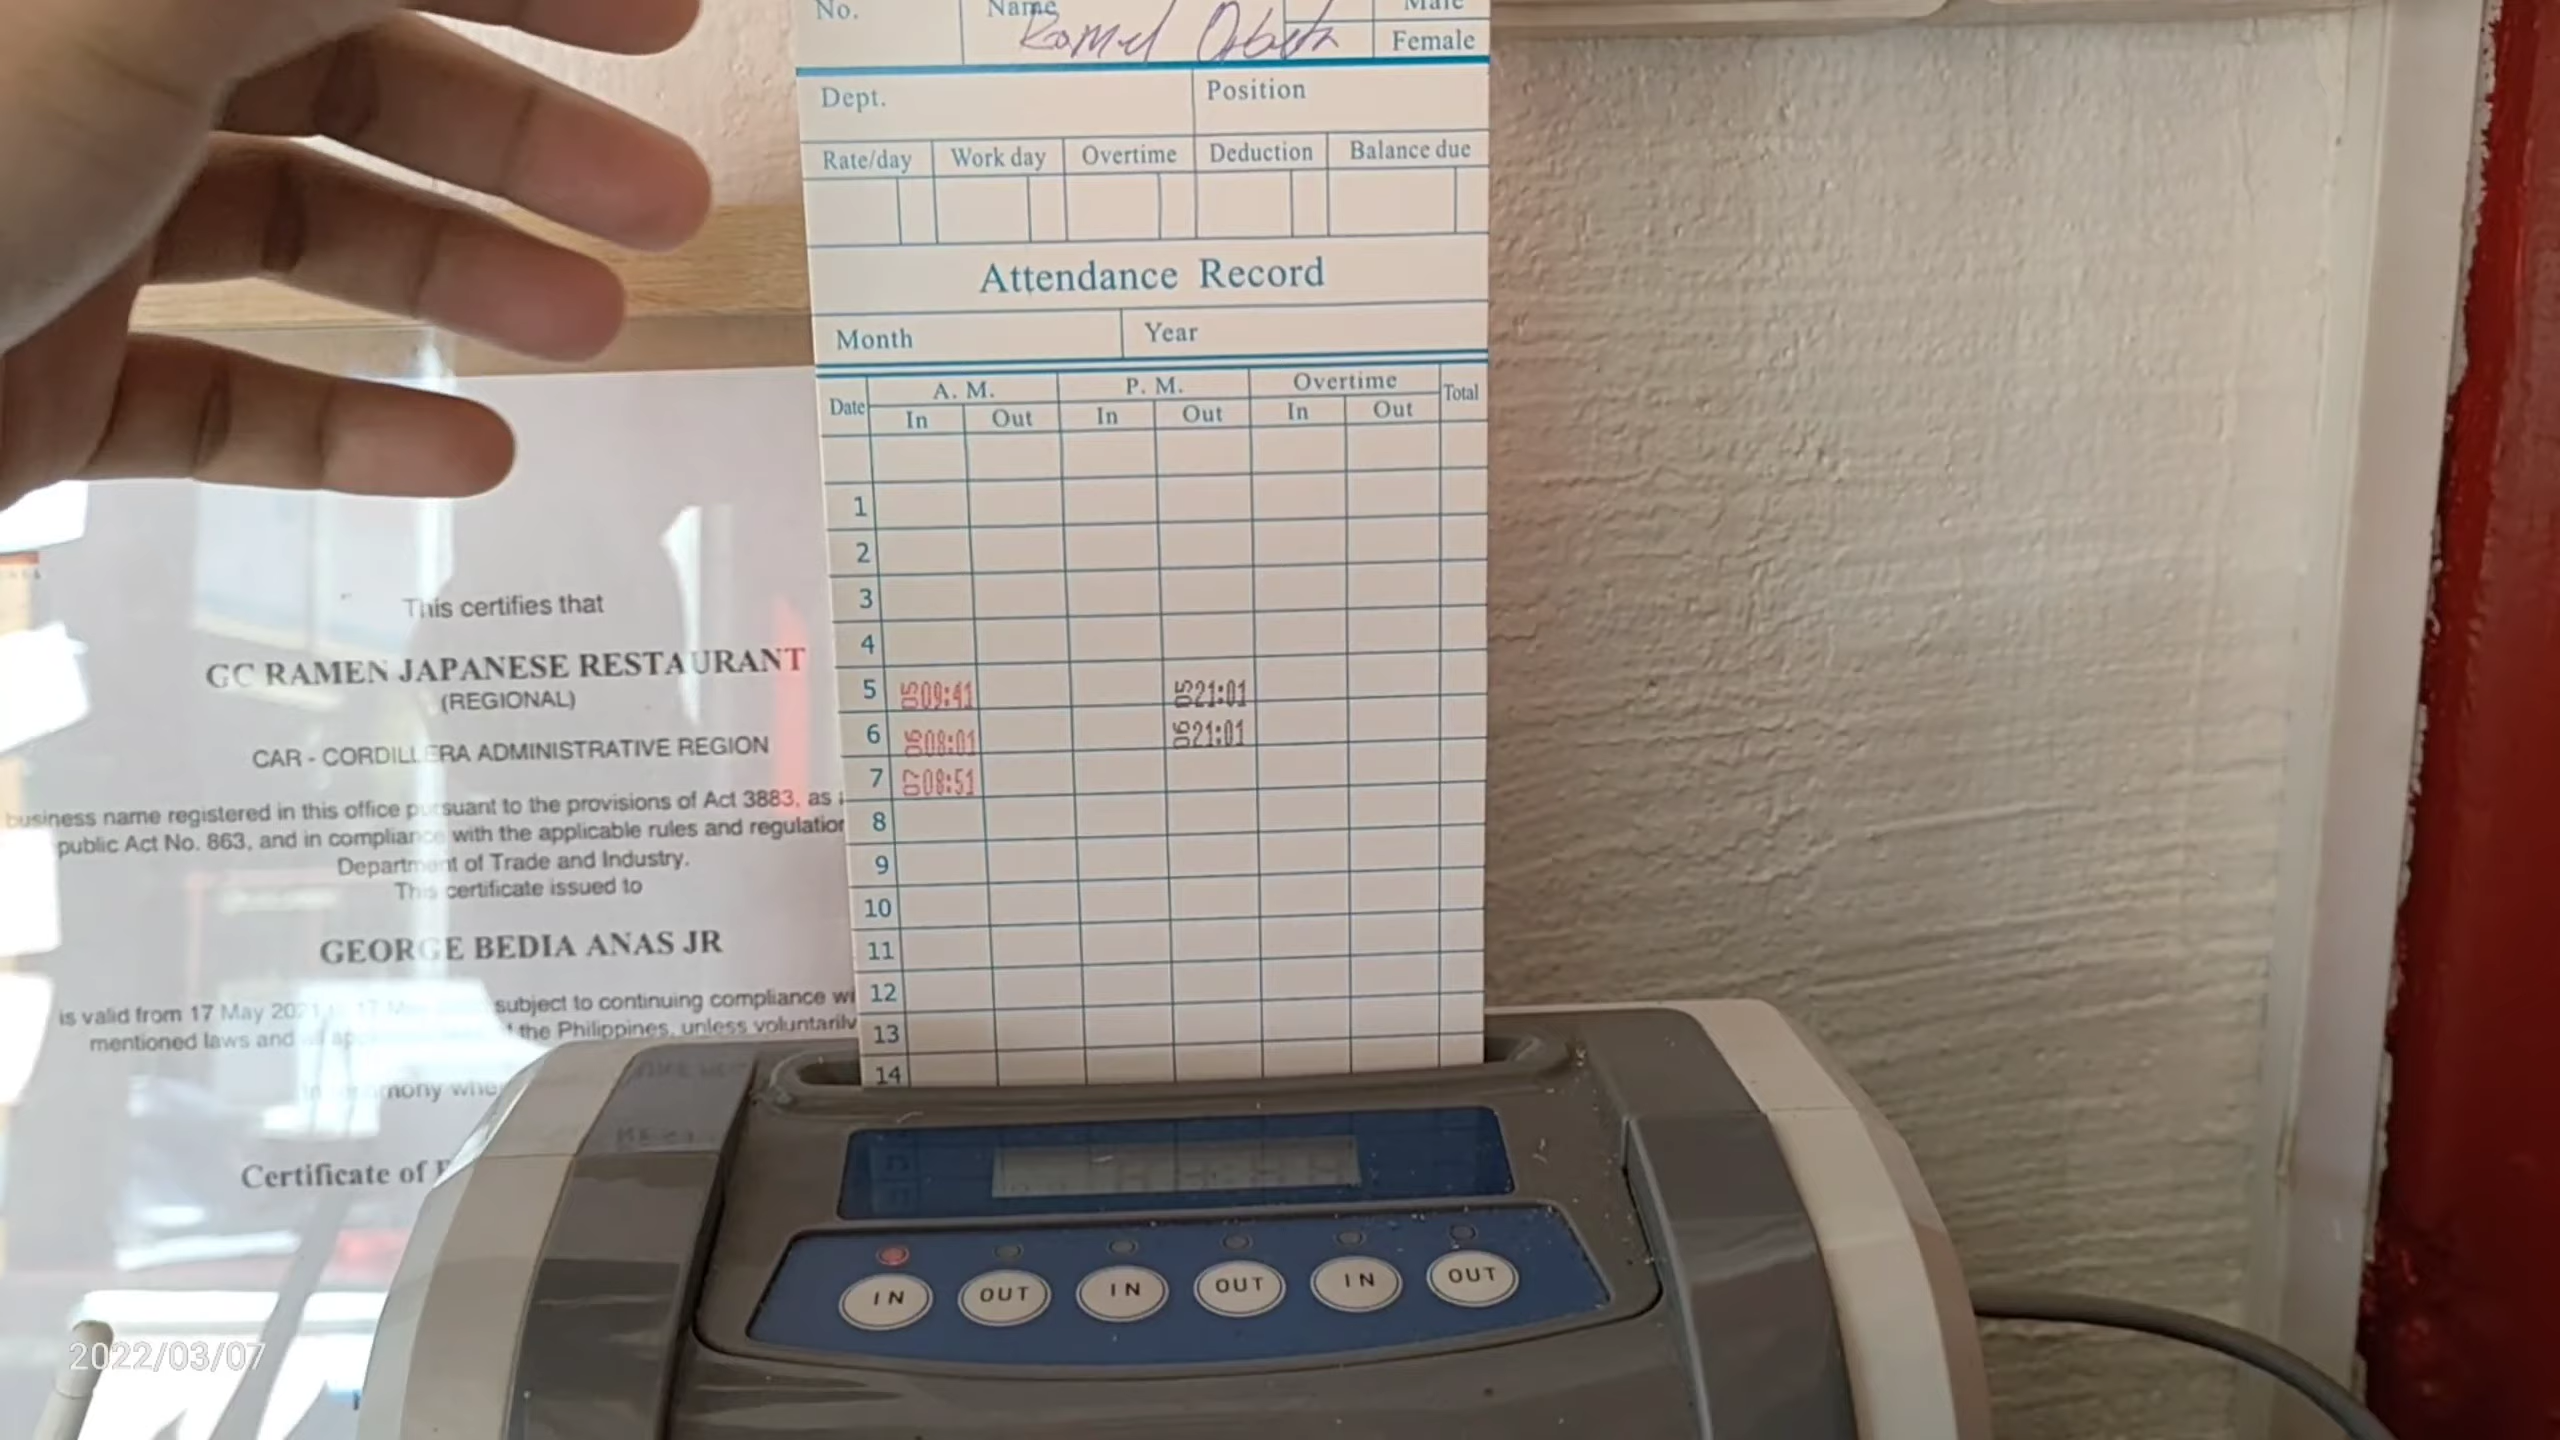 No. Name Male
Female
Dept. Position
Rate/day Work day Overtime Deduction Balance due
Attendance Record
Month Year
Date A. M. P. M. Overtime Total
In Out In Out In Out
1
2
3
4
5 05 09:41 05 21:01
6 06 08:01 06 21:01
7 07 08:51
8
9
10
11
12
13
14
This certifies that
GC RAMEN JAPANESE RESTAURANT
(REGIONAL)
CAR - CORDILLERA ADMINISTRATIVE REGION
business name registered in this office pursuant to the provisions of Act 3883, as
public Act No. 863, and in compliance with the applicable rules and regulation
Department of Trade and Industry.
This certificate issued to
GEORGE BEDIA ANAS JR
is valid from 17 May 2021 subject to continuing compliance wi
mentioned laws and the Philippines, unless voluntarily
mony whe
Certificate of
IN OUT IN OUT IN OUT
2022/03/07